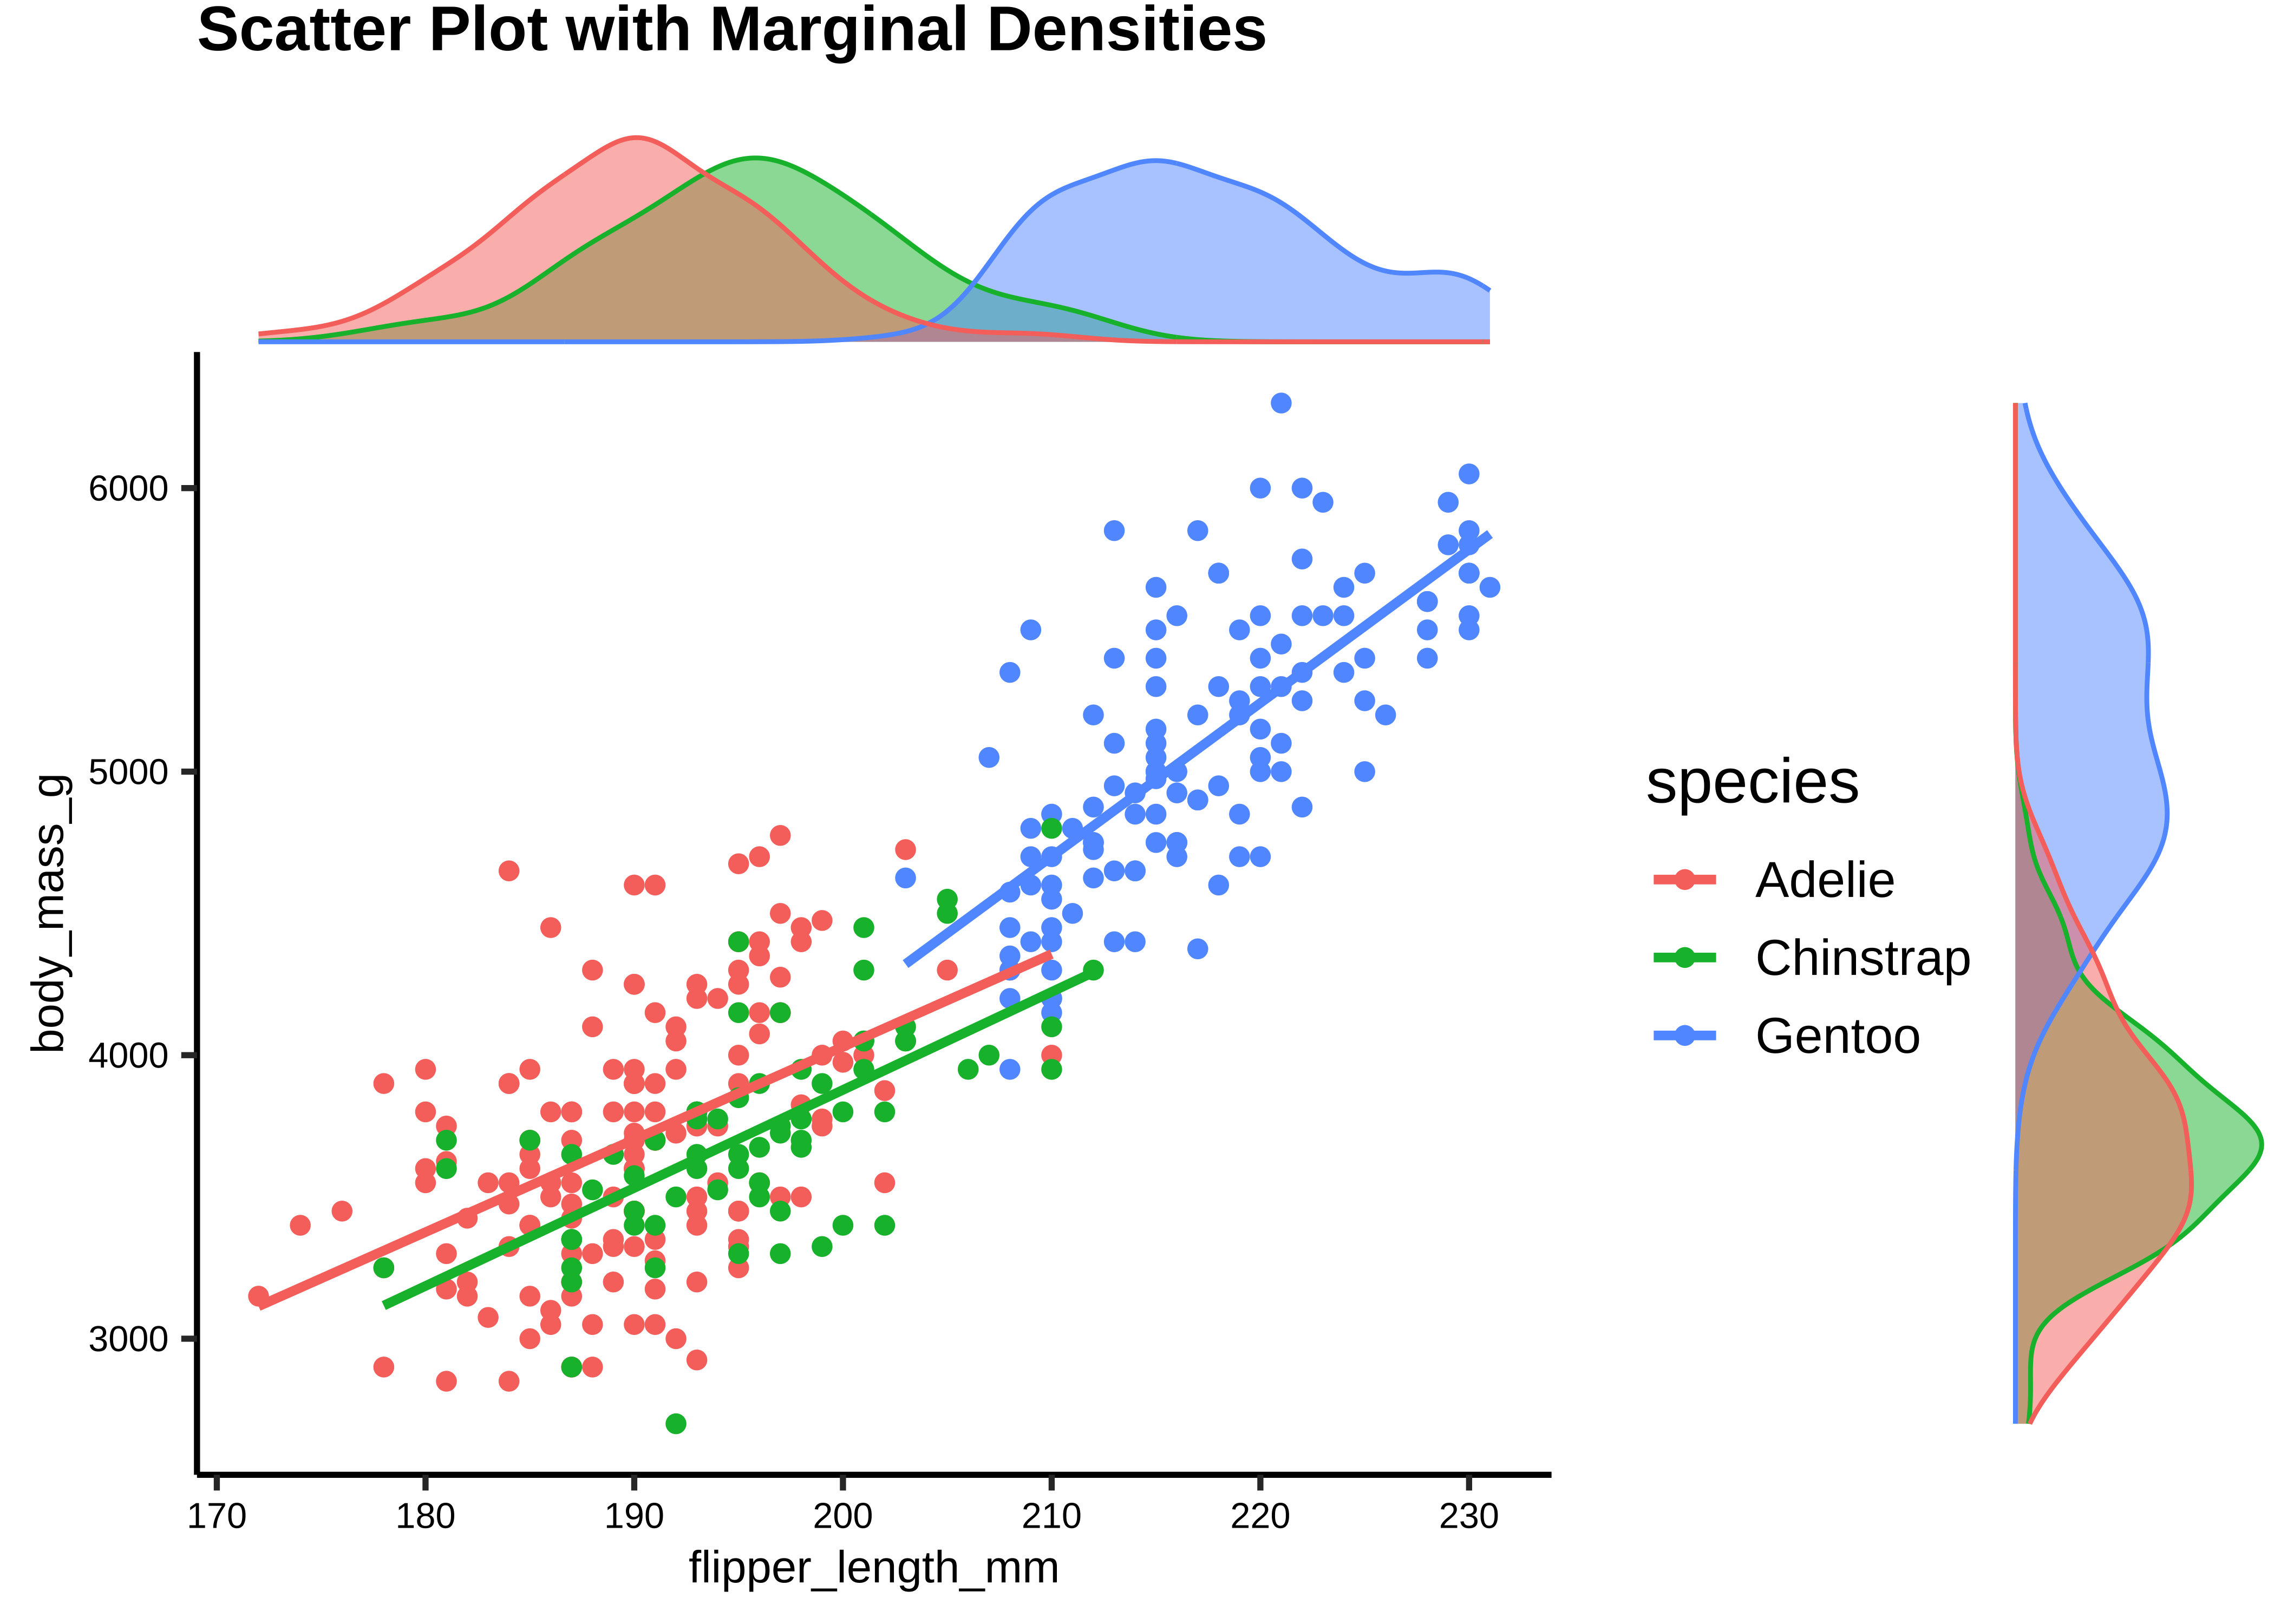 Scatter Plot with Marginal Densities
6000
5000
4000
3000
body_mass_g
170 180 190 200 210 220 230
flipper_length_mm
species
Adelie
Chinstrap
Gentoo